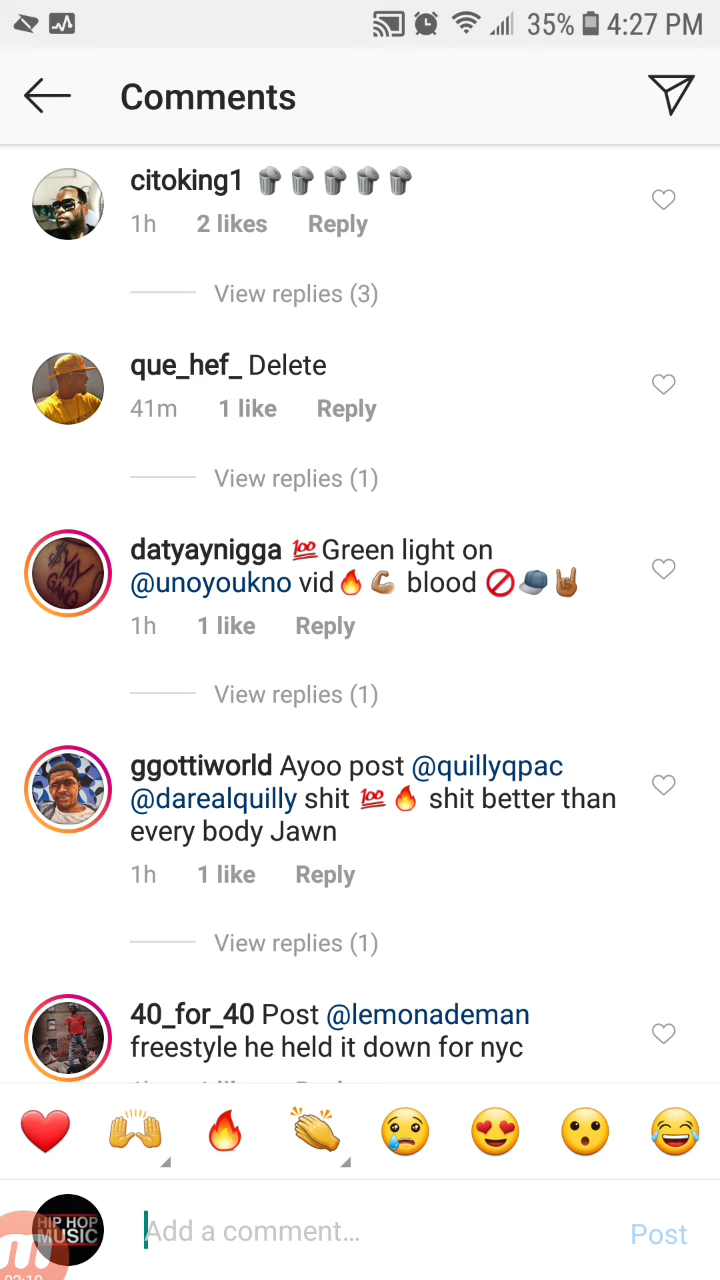 35% 4:27 PM
Comments
citoking1 🗑🗑🗑🗑🗑
1h 2 likes Reply
View replies (3)
que_hef_ Delete
41m 1 like Reply
View replies (1)
datyaynigga 💯Green light on
@unoyoukno vid🔥💪🏽 blood 🚫🧢🤘🏽
1h 1 like Reply
View replies (1)
ggottiworld Ayoo post @quillyqpac
@darealquilly shit 💯🔥 shit better than
every body Jawn
1h 1 like Reply
View replies (1)
40_for_40 Post @lemonademan
freestyle he held it down for nyc
HIP HOP
MUSIC
Add a comment...
Post
m